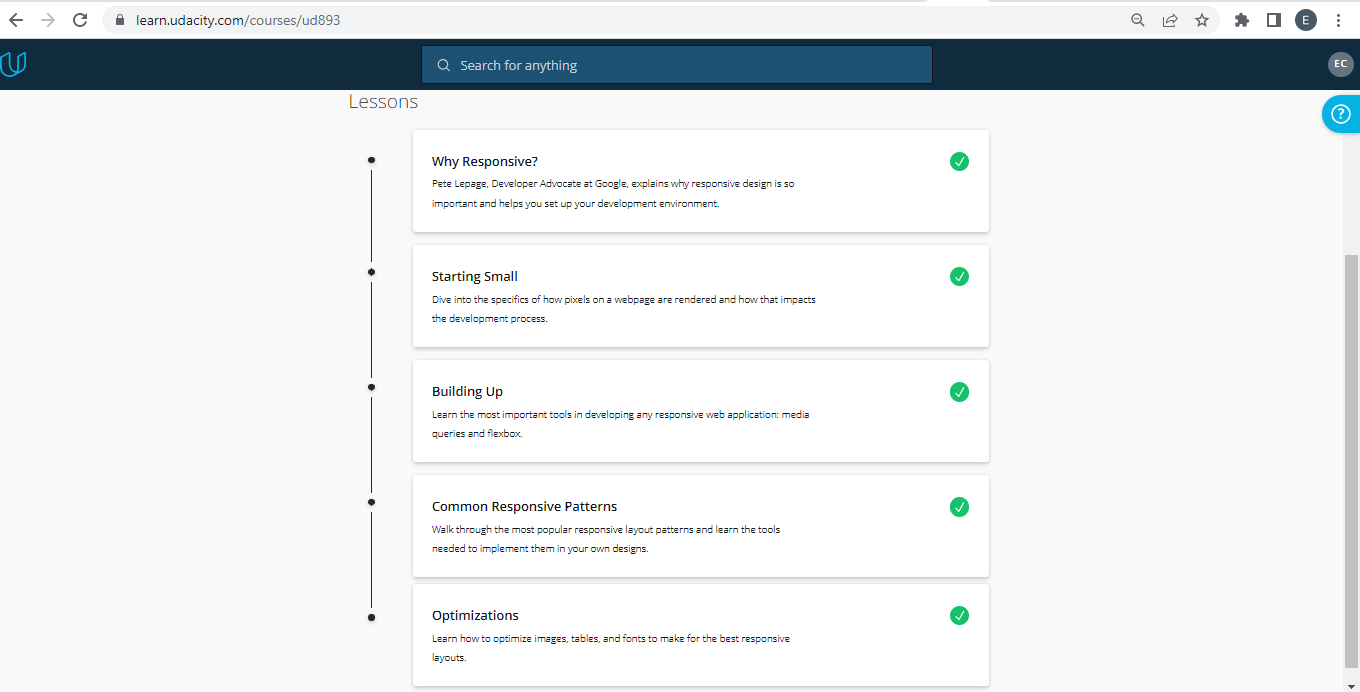 learn.udacity.com/courses/ud893
E
Search for anything
EC
Lessons
?
Why Responsive?
Pete Lepage, Developer Advocate at Google, explains why responsive design is so
important and helps you set up your development environment.
Starting Small
Dive into the specifics of how pixels on a webpage are rendered and how that impacts
the development process.
Building Up
Learn the most important tools in developing any responsive web application: media
queries and flexbox.
Common Responsive Patterns
Walk through the most popular responsive layout patterns and learn the tools
needed to implement them in your own designs.
Optimizations
Learn how to optimize images, tables, and fonts to make for the best responsive
layouts.